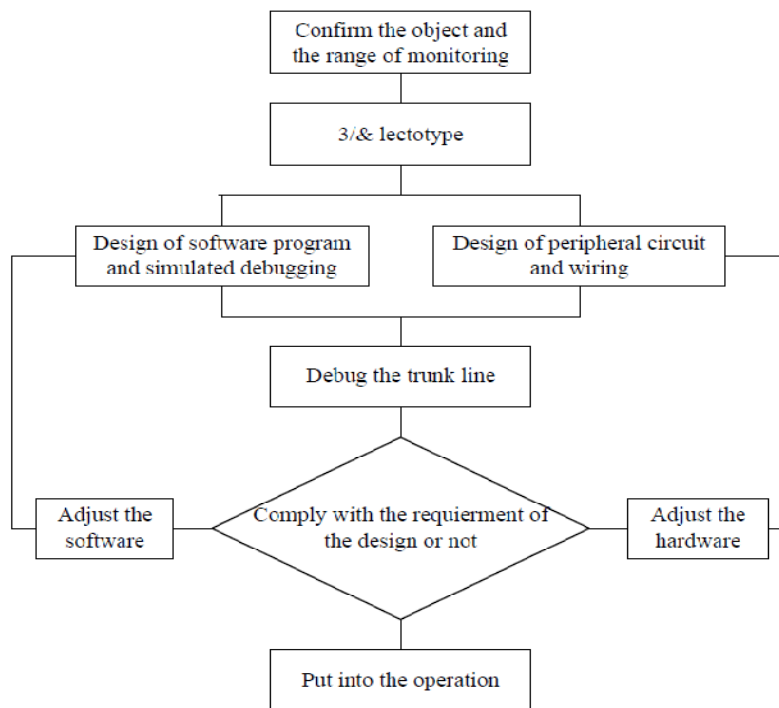 Confirm the object and
the range of monitoring
3/& lectotype
Design of software program
and simulated debugging
Design of peripheral circuit
and wiring
Debug the trunk line
Adjust the
software
Comply with the requierment of
the design or not
Adjust the
hardware
Put into the operation